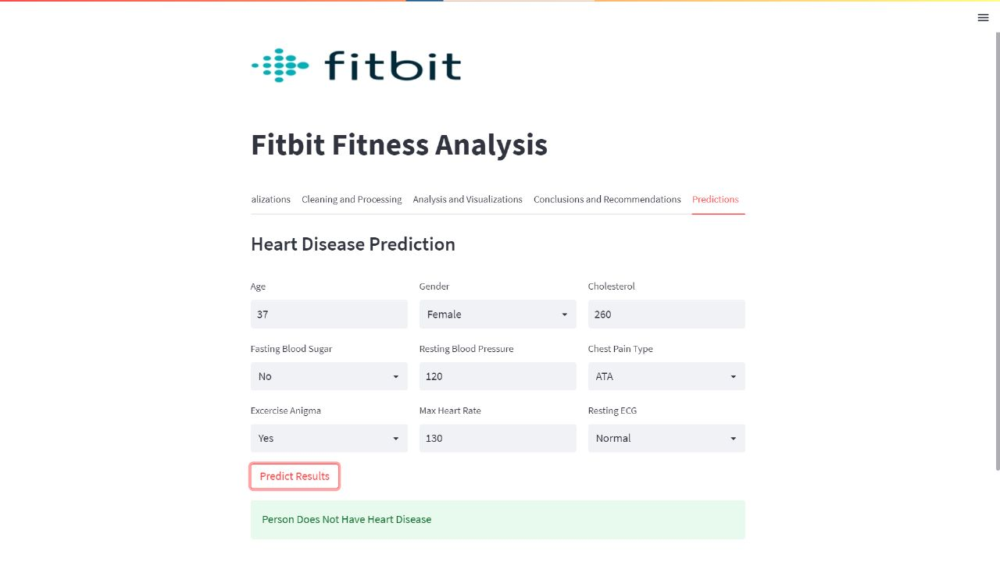 fitbit
Fitbit Fitness Analysis
alizations Cleaning and Processing Analysis and Visualizations Conclusions and Recommendations Predictions
Heart Disease Prediction
Age Gender Cholesterol
37 Female 260
Fasting Blood Sugar Resting Blood Pressure Chest Pain Type
No 120 ATA
Excercise Anigma Max Heart Rate Resting ECG
Yes 130 Normal
Predict Results
Person Does Not Have Heart Disease